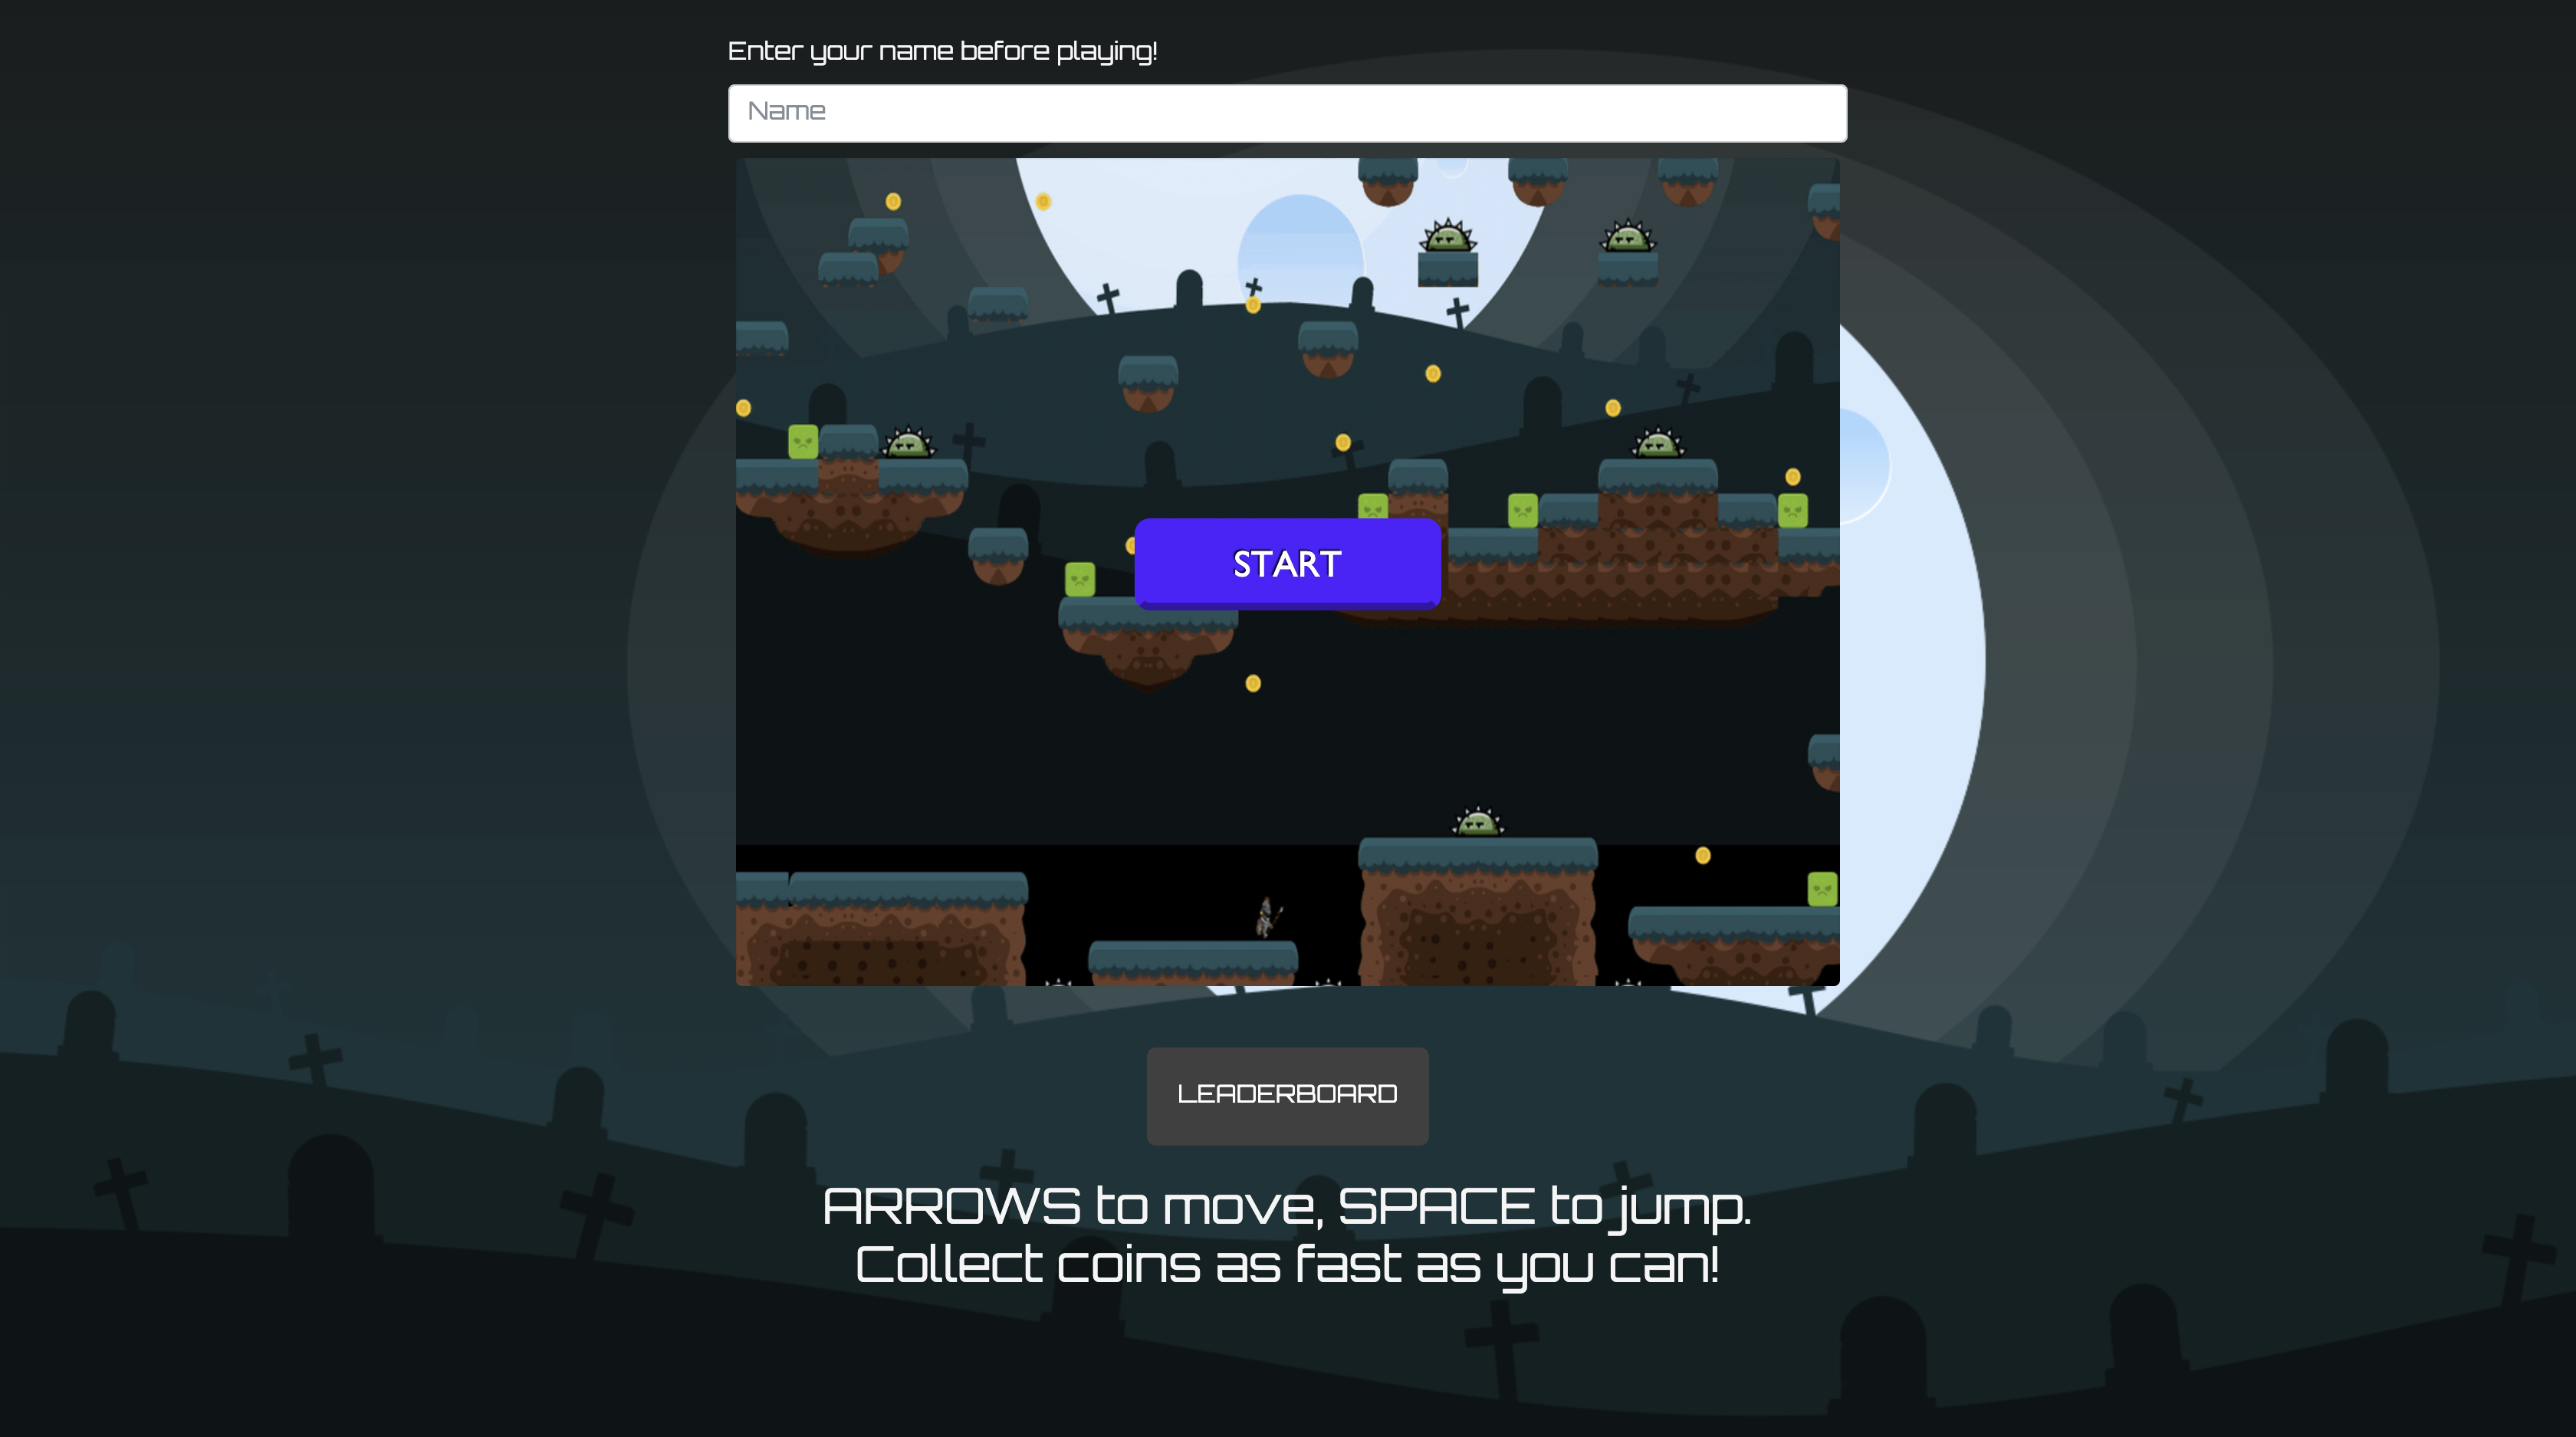 Enter your name before playing!
Name
START
LEADERBOARD
ARROWS to move, SPACE to jump.
Collect coins as fast as you can!